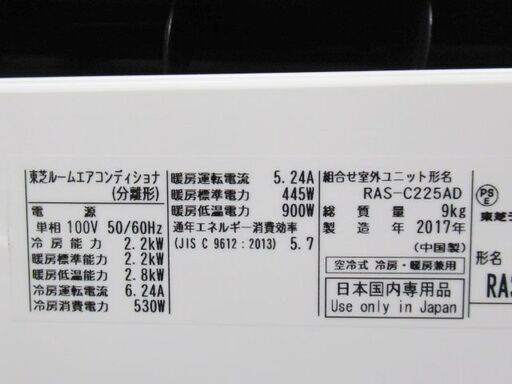 東芝ルームエアコンディショナ
(分離形)
電源
単相 100V 50/60Hz
冷房能力 2.2kW
暖房標準能力 2.2kW
暖房低温能力 2.8kW
冷房運転電流 6.24A
冷房消費電力 530W
暖房運転電流 5.24A
暖房標準電力 445W
暖房低温電力 900W
通年エネルギー消費効率
(JIS C 9612:2013) 5.7
組合せ室外ユニット形名
RAS-C225AD
総質量 9kg
製造年 2017年
(中国製)
空冷式 冷房・暖房兼用
日本国内専用品
Use only in Japan
PS
E
東芝
形名
RAS